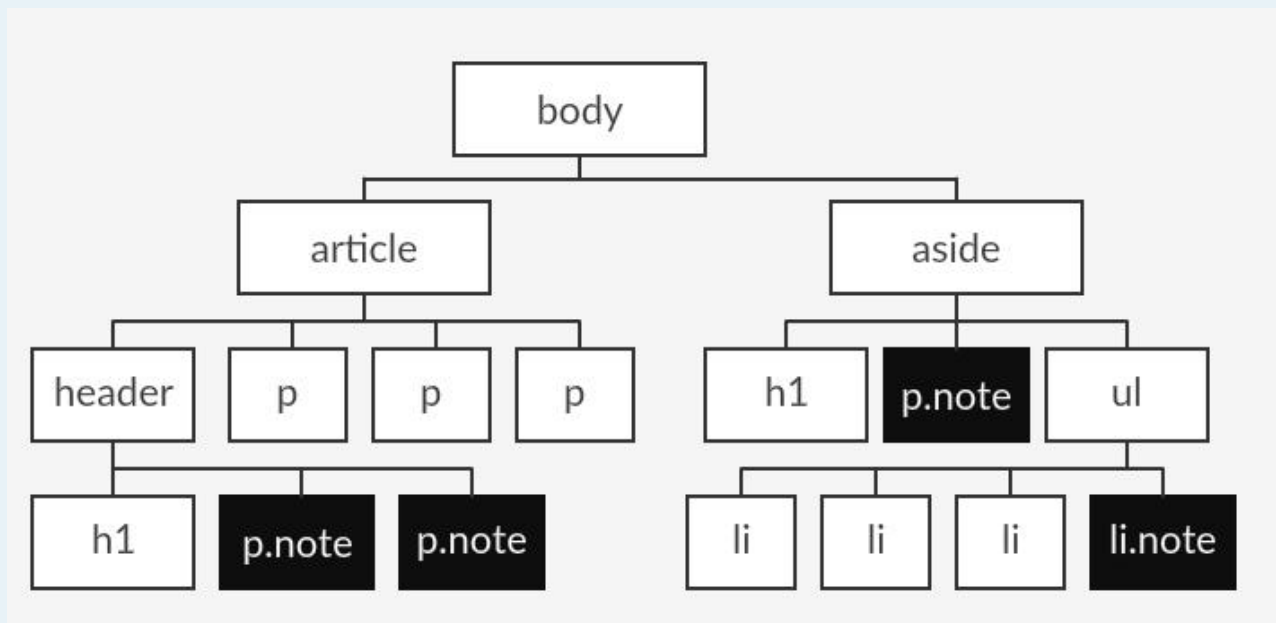 body
article
aside
header
p
p
p
h1
p.note
ul
h1
p.note
p.note
li
li
li
li.note